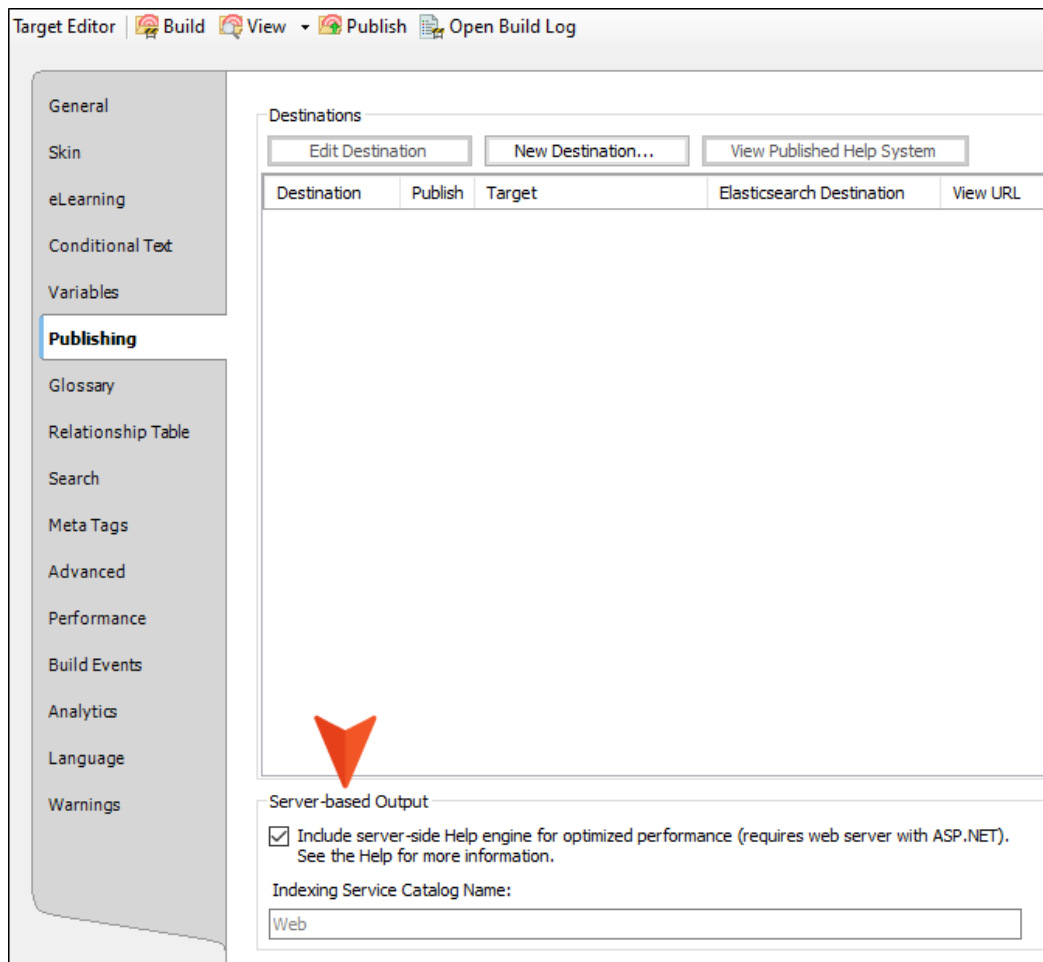 Target Editor Build View Publish Open Build Log
General
Skin
eLearning
Conditional Text
Variables
Publishing
Glossary
Relationship Table
Search
Meta Tags
Advanced
Performance
Build Events
Analytics
Language
Warnings
Destinations
Edit Destination New Destination... View Published Help System
Destination Publish Target Elasticsearch Destination View URL
Server-based Output
Include server-side Help engine for optimized performance (requires web server with ASP.NET).
See the Help for more information.
Indexing Service Catalog Name:
Web